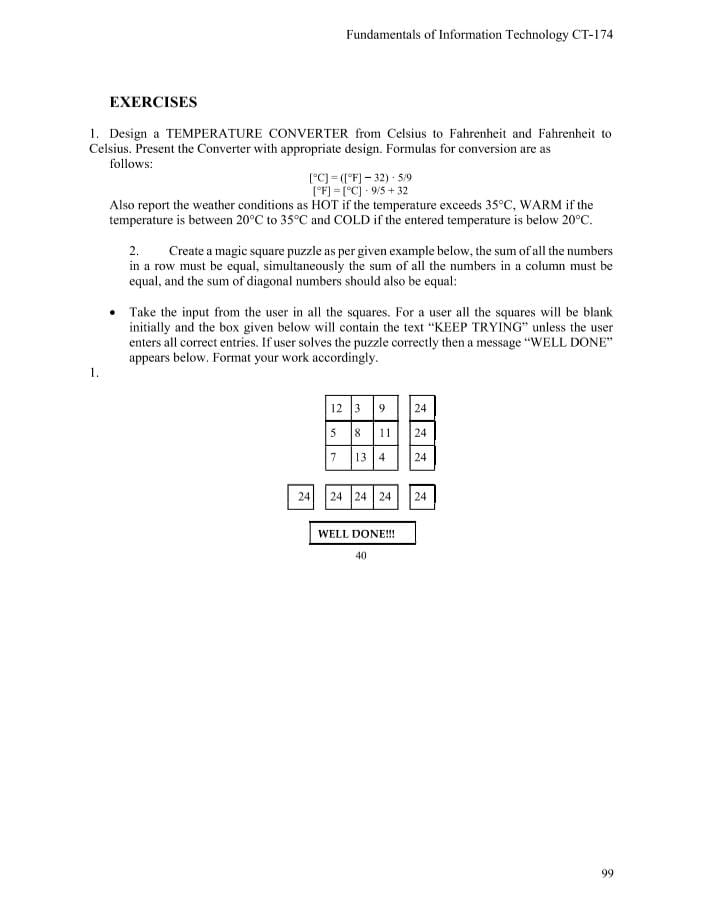 Fundamentals of Information Technology CT-174
EXERCISES
1. Design a TEMPERATURE CONVERTER from Celsius to Fahrenheit and Fahrenheit to
Celsius. Present the Converter with appropriate design. Formulas for conversion are as
follows:
[°C] = ([°F] − 32) · 5/9
[°F] = [°C] · 9/5 + 32
Also report the weather conditions as HOT if the temperature exceeds 35°C, WARM if the
temperature is between 20°C to 35°C and COLD if the entered temperature is below 20°C.
2. Create a magic square puzzle as per given example below, the sum of all the numbers
in a row must be equal, simultaneously the sum of all the numbers in a column must be
equal, and the sum of diagonal numbers should also be equal:
• Take the input from the user in all the squares. For a user all the squares will be blank
initially and the box given below will contain the text “KEEP TRYING” unless the user
enters all correct entries. If user solves the puzzle correctly then a message “WELL DONE”
appears below. Format your work accordingly.
1.
12 3 9 24
5 8 11 24
7 13 4 24
24 24 24 24 24
WELL DONE!!!
40
99